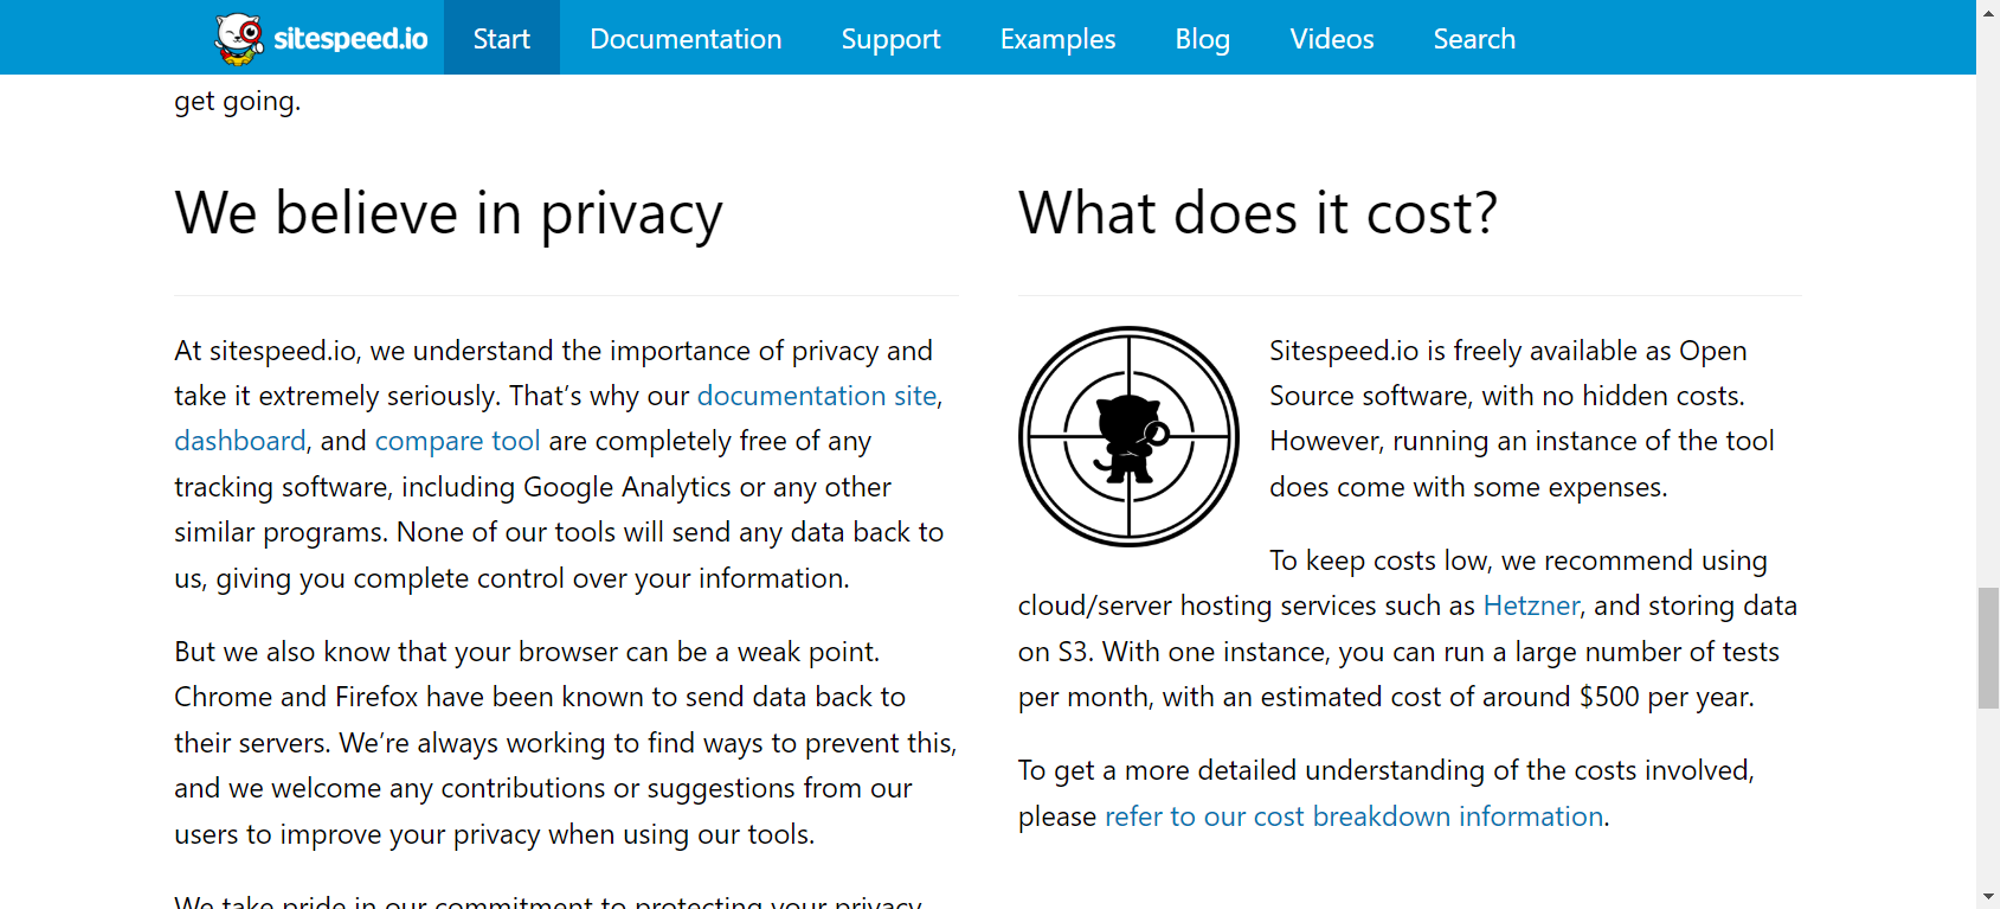 sitespeed.io Start Documentation Support Examples Blog Videos Search
get going.
We believe in privacy
At sitespeed.io, we understand the importance of privacy and
take it extremely seriously. That’s why our documentation site,
dashboard, and compare tool are completely free of any
tracking software, including Google Analytics or any other
similar programs. None of our tools will send any data back to
us, giving you complete control over your information.
But we also know that your browser can be a weak point.
Chrome and Firefox have been known to send data back to
their servers. We’re always working to find ways to prevent this,
and we welcome any contributions or suggestions from our
users to improve your privacy when using our tools.
We take pride in our commitment to protecting your privacy
What does it cost?
Sitespeed.io is freely available as Open
Source software, with no hidden costs.
However, running an instance of the tool
does come with some expenses.
To keep costs low, we recommend using
cloud/server hosting services such as Hetzner, and storing data
on S3. With one instance, you can run a large number of tests
per month, with an estimated cost of around $500 per year.
To get a more detailed understanding of the costs involved,
please refer to our cost breakdown information.